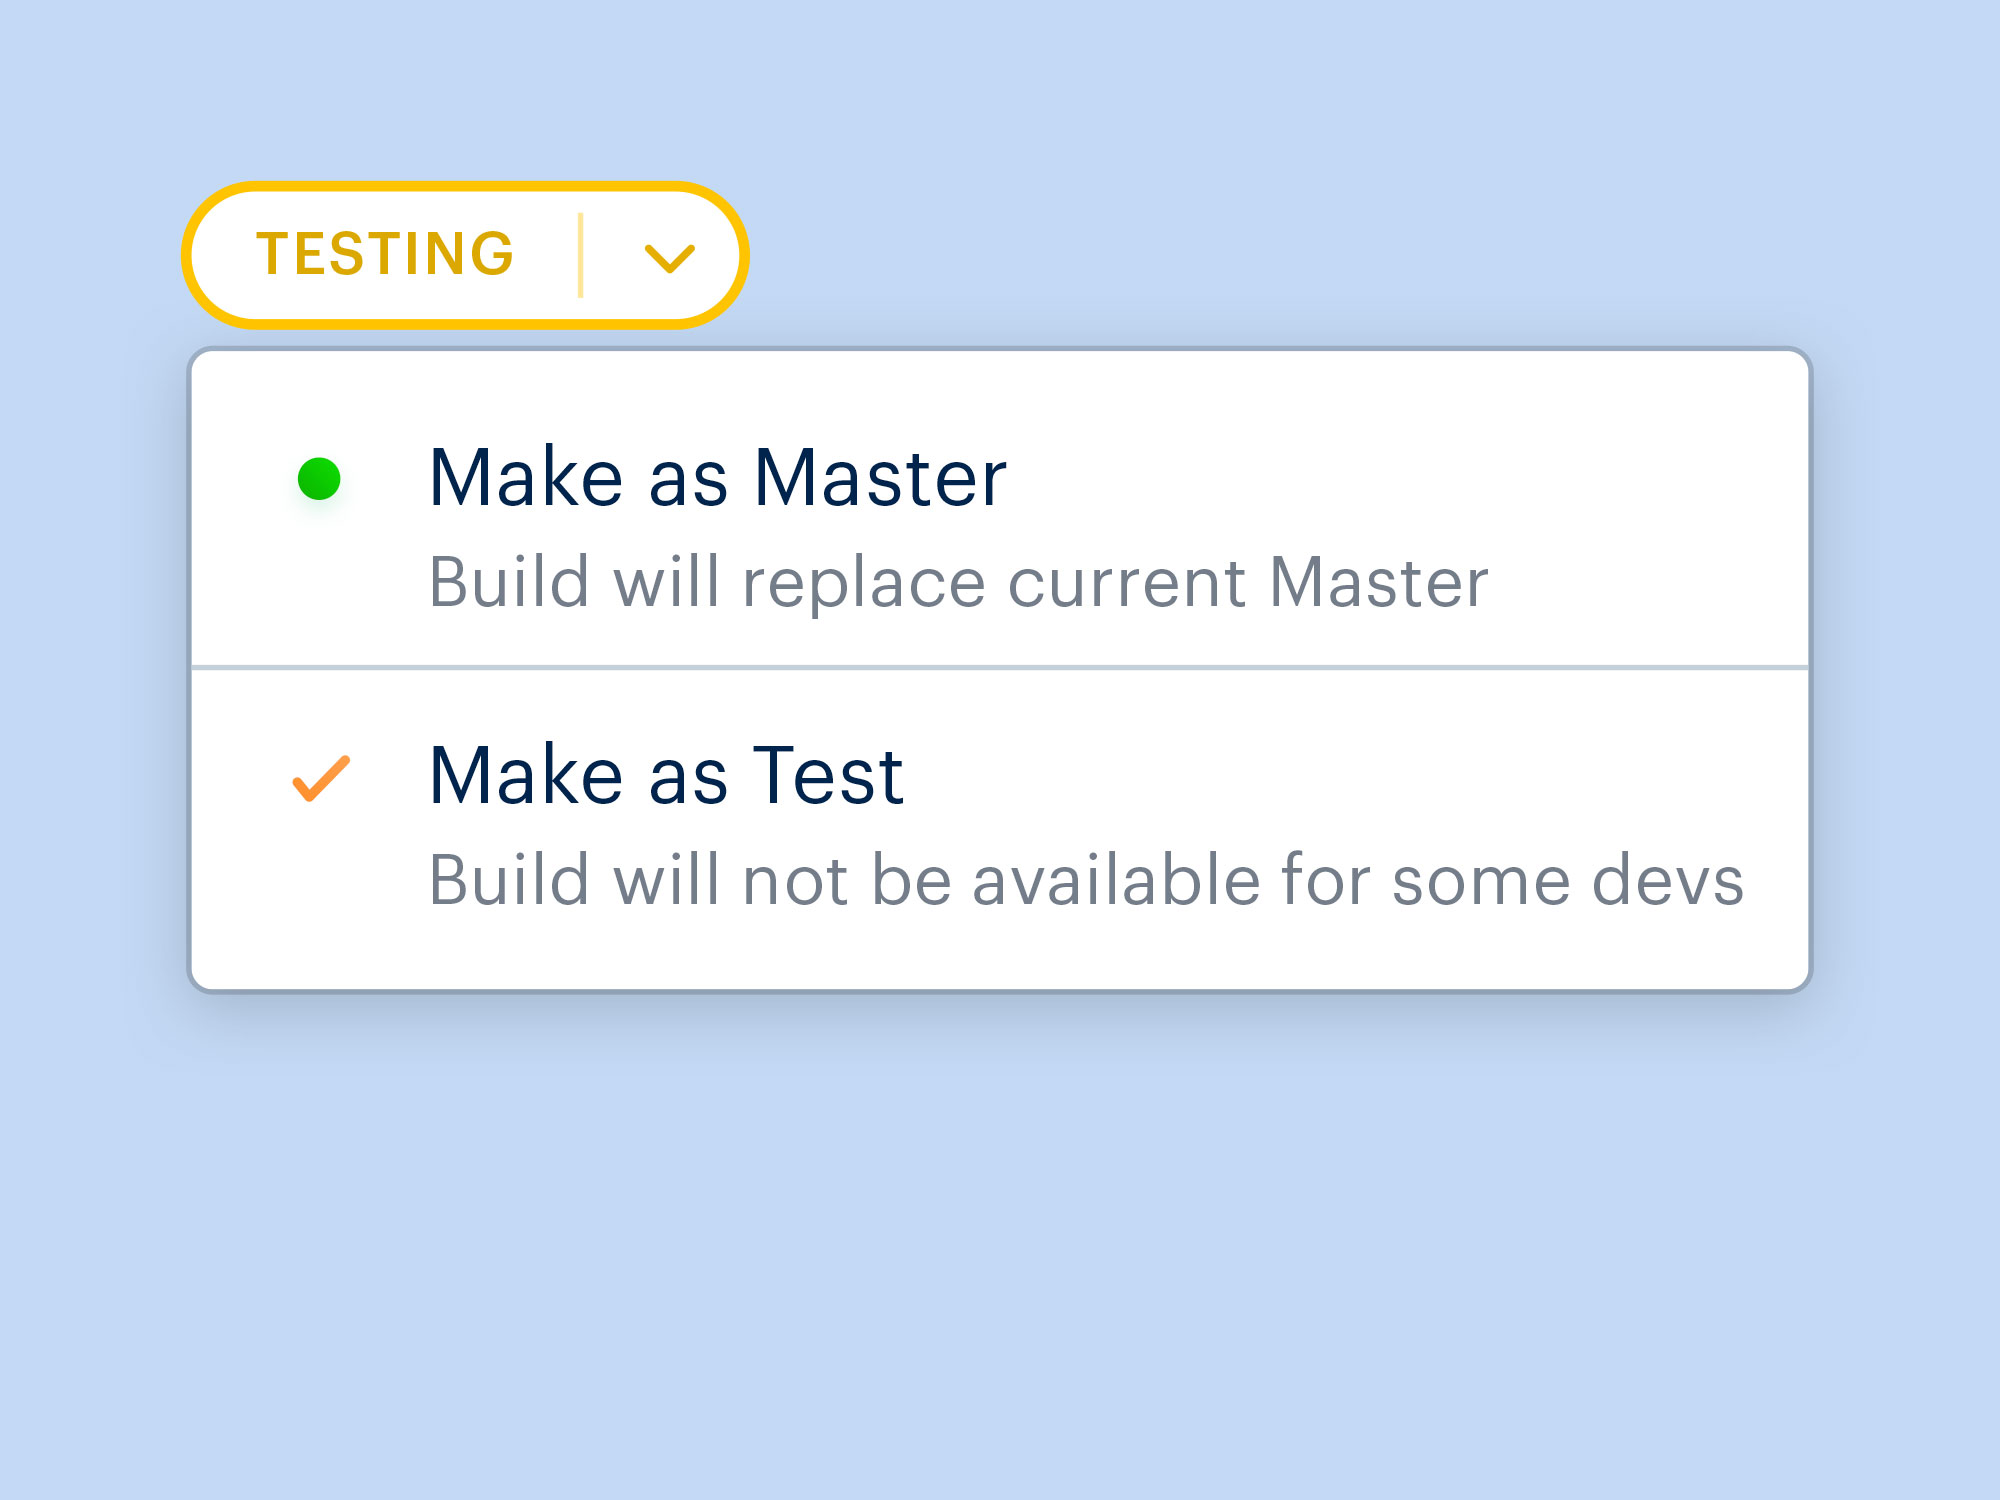 TESTING
Make as Master
Build will replace current Master
Make as Test
Build will not be available for some devs